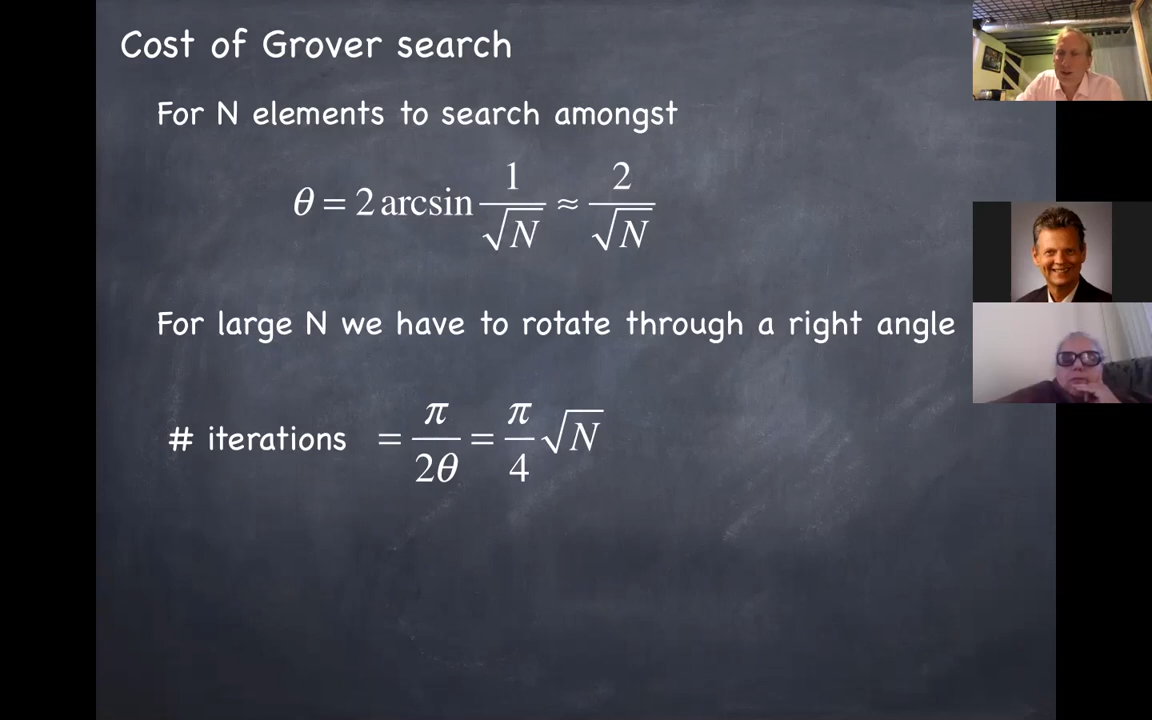 Cost of Grover search
For N elements to search amongst
θ = 2 arcsin 1/√N ≈ 2/√N
For large N we have to rotate through a right angle
# iterations = π/2θ = π/4 √N